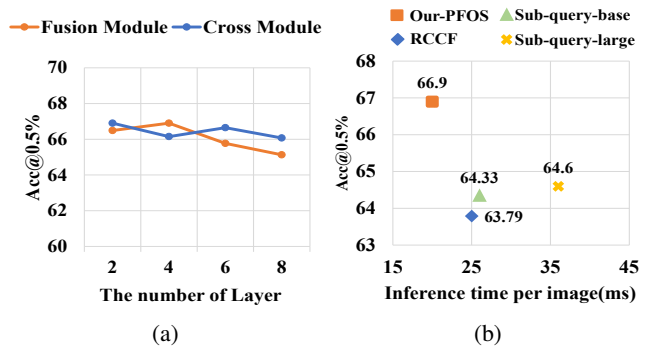 Fusion Module Cross Module
Acc@0.5%
70
68
66
64
62
60
2 4 6 8
The number of Layer
(a)
Our-PFOS Sub-query-base
RCCF Sub-query-large
Acc@0.5%
68
67
66
65
64
63
66.9
64.33
64.6
63.79
15 25 35 45
Inference time per image(ms)
(b)